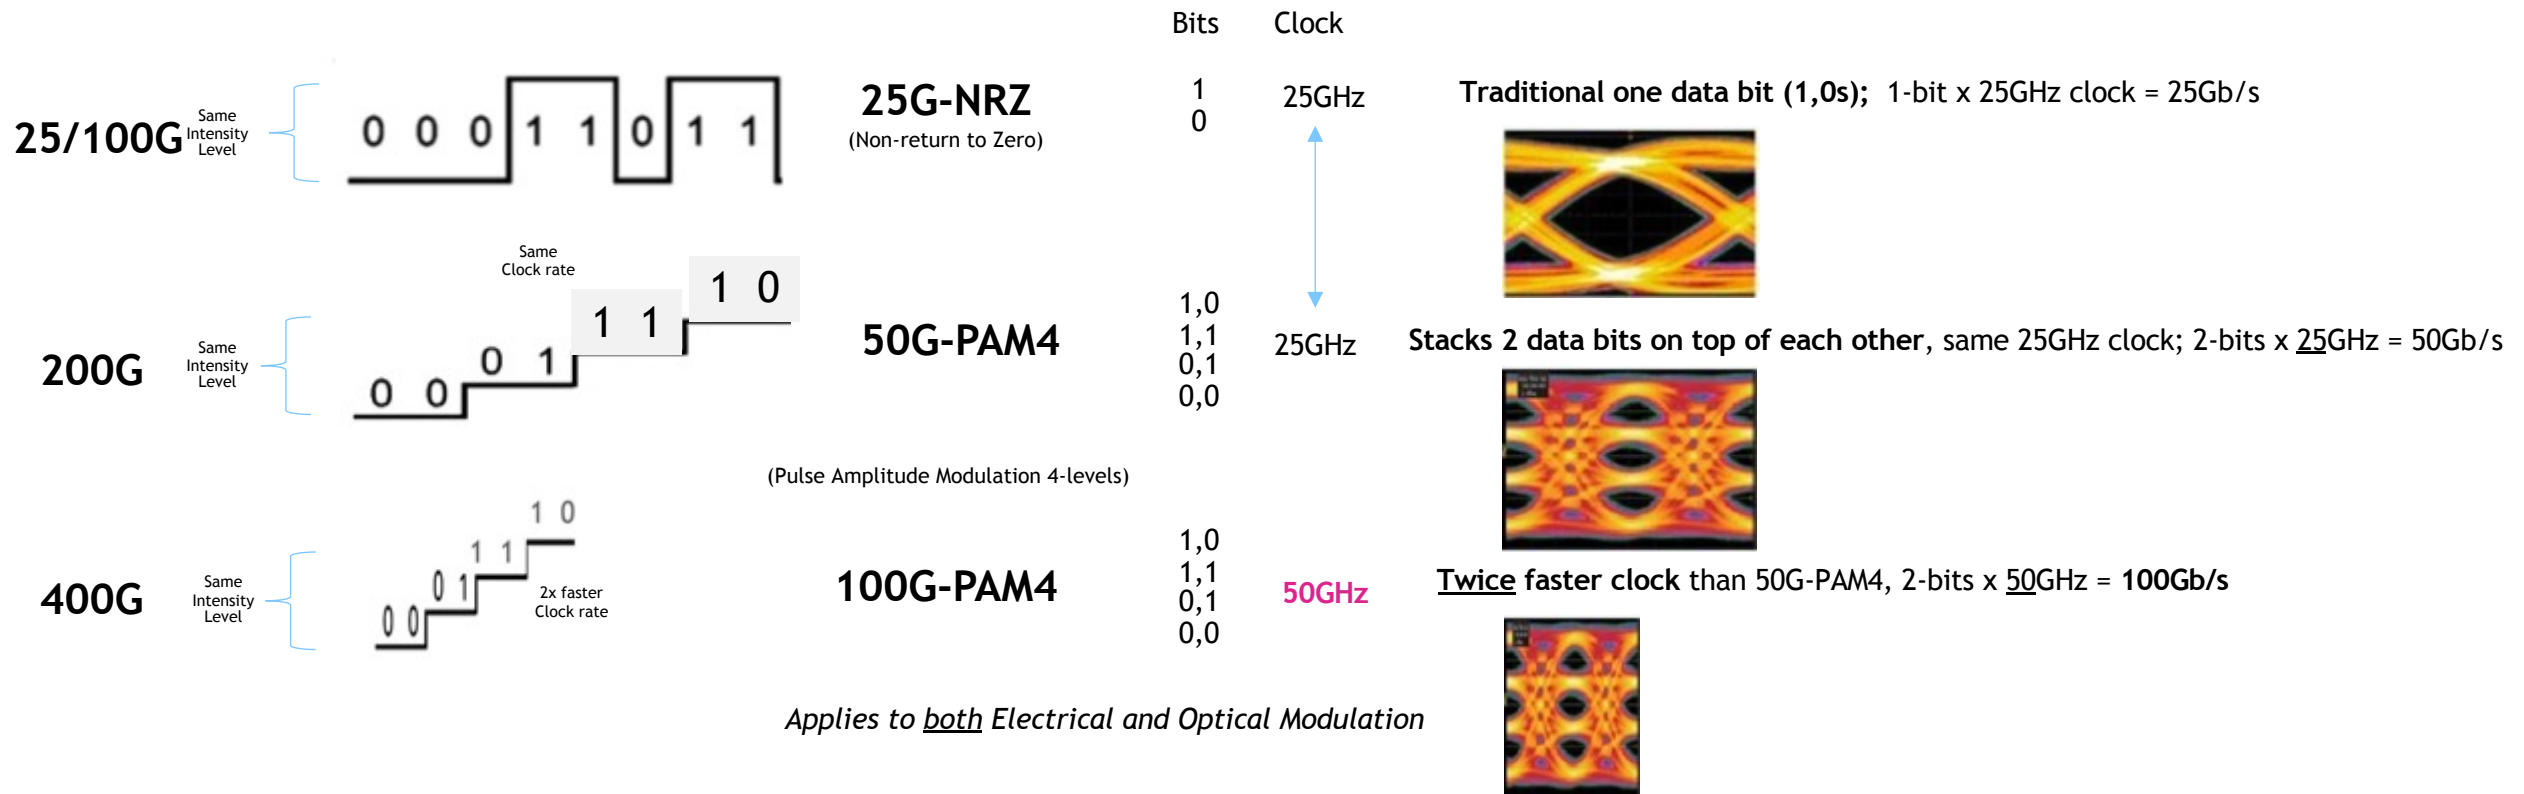 Bits Clock
25/100G
Same
Intensity
Level
0 0 0 1 1 0 1 1
25G-NRZ
(Non-return to Zero)
1
0
25GHz
Traditional one data bit (1,0s); 1-bit x 25GHz clock = 25Gb/s
200G
Same
Intensity
Level
Same
Clock rate
1 0
1 1
0 1
0 0
50G-PAM4
1,0
1,1
0,1
0,0
25GHz
Stacks 2 data bits on top of each other, same 25GHz clock; 2-bits x 25GHz = 50Gb/s
(Pulse Amplitude Modulation 4-levels)
400G
Same
Intensity
Level
1 0
1 1
0 1
0 0
2x faster
Clock rate
100G-PAM4
1,0
1,1
0,1
0,0
50GHz
Twice faster clock than 50G-PAM4, 2-bits x 50GHz = 100Gb/s
Applies to both Electrical and Optical Modulation